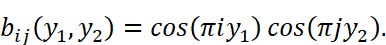 b_{ij}(y_1, y_2) = cos(πiy_1) cos(πjy_2).